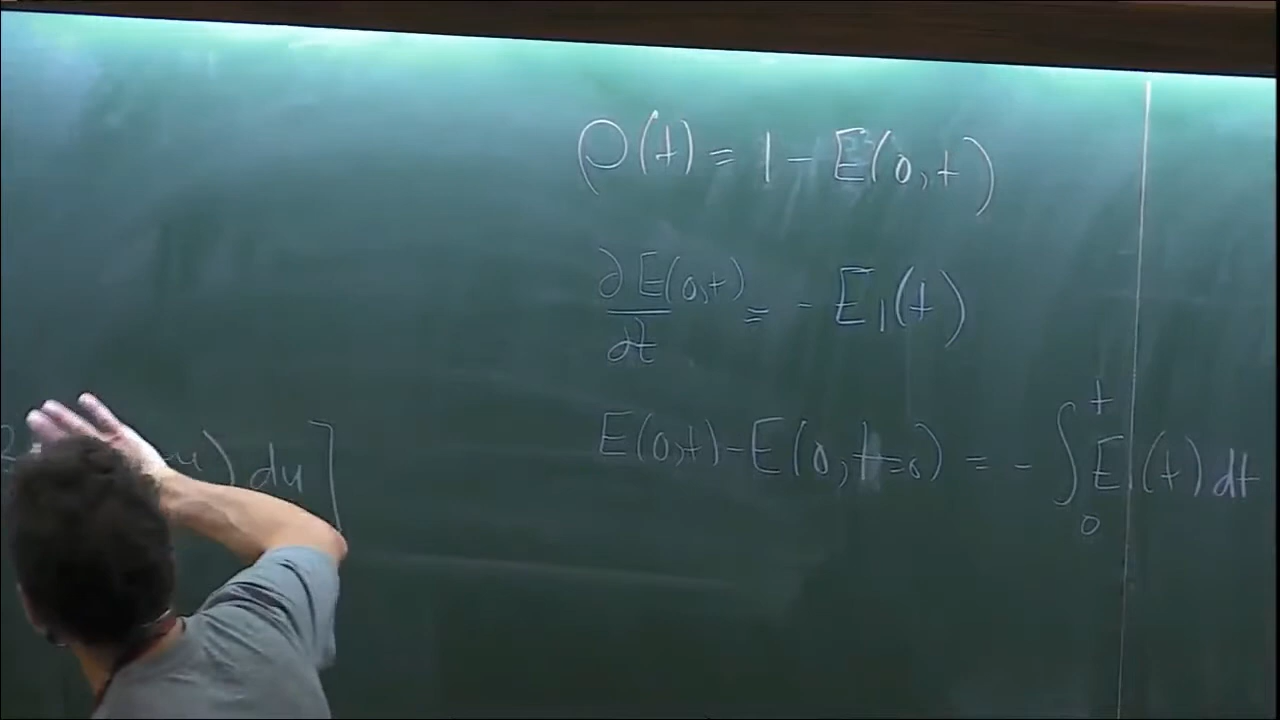 ρ(t) = 1 - E(0,t)
∂E(0,t)/∂t = - E₁(t)
E(0,t) - E(0,t=0) = - ∫₀ᵗ E₁(t) dt
) du ]